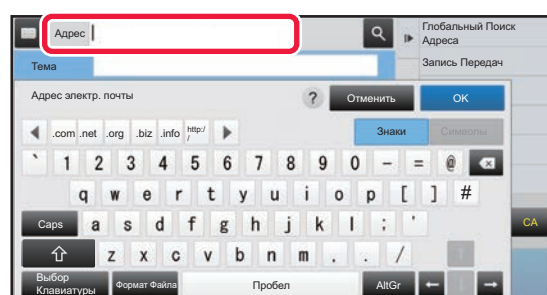 Адрес
Глобальный Поиск
Адреса
Тема
Запись Передач
Адрес электр. почты
?
Отменить
OK
.com .net .org .biz .info http:/
/
Знаки
Символы
` 1 2 3 4 5 6 7 8 9 0 - = @
q w e r t y u i o p [ ] #
Caps a s d f g h j k l ; '
CA
z x c v b n m . . /
Выбор
Клавиатуры
Формат Файла
Пробел
AltGr